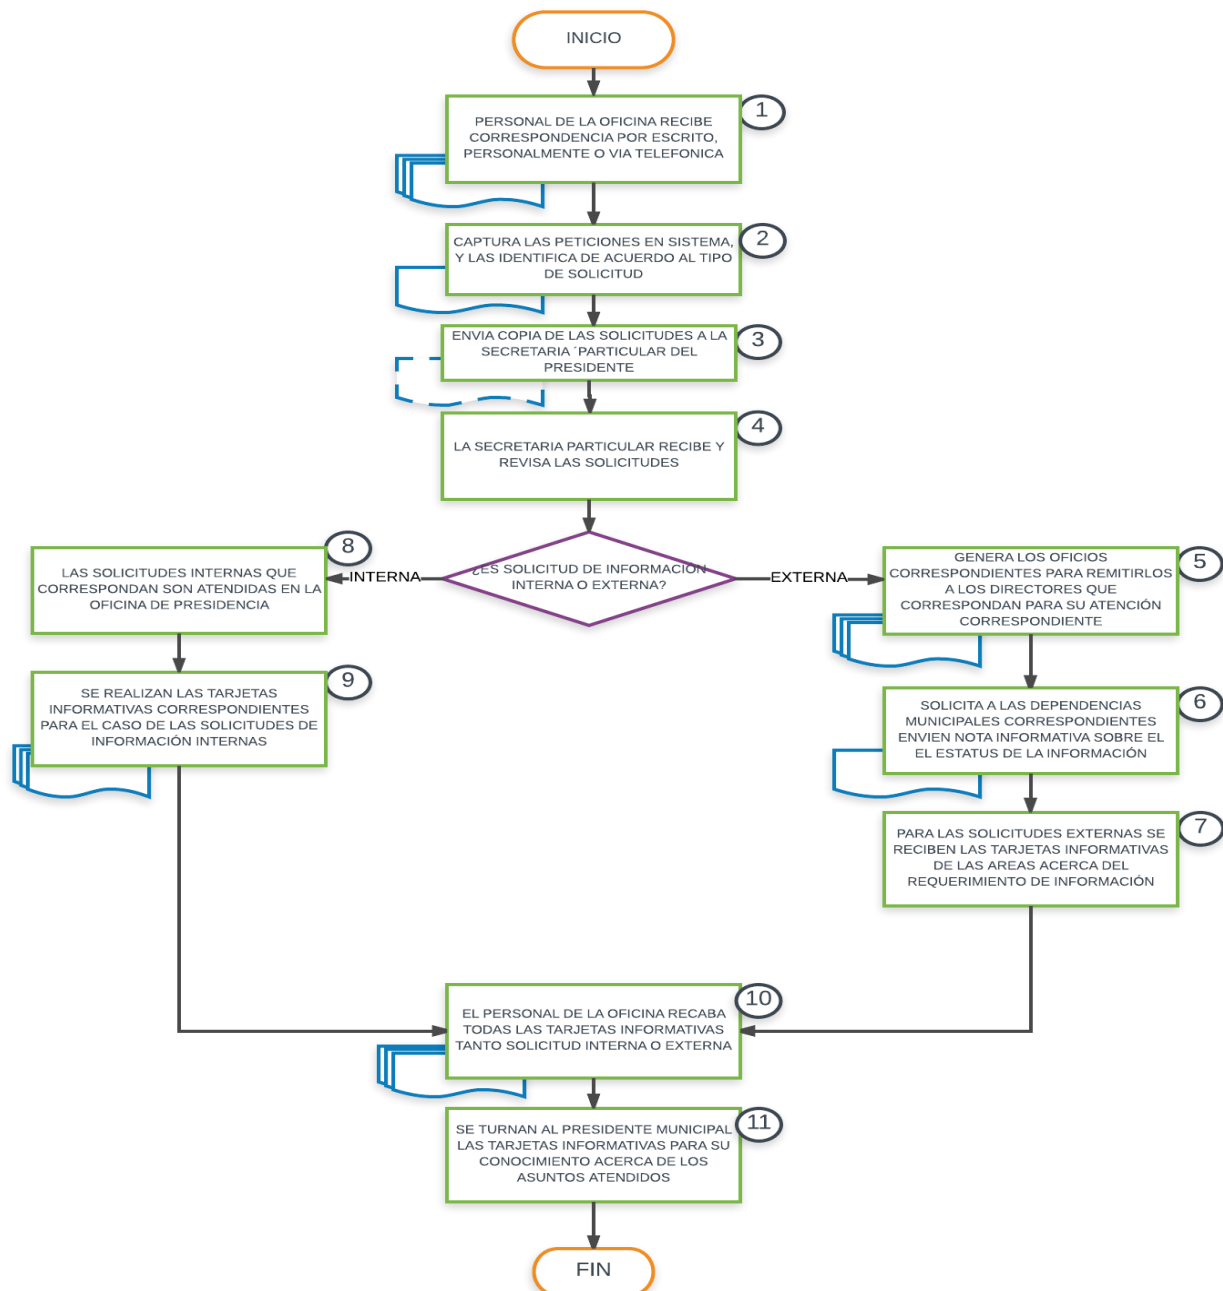 INICIO
1
PERSONAL DE LA OFICINA RECIBE
CORRESPONDENCIA POR ESCRITO,
PERSONALMENTE O VIA TELEFONICA
2
CAPTURA LAS PETICIONES EN SISTEMA,
Y LAS IDENTIFICA DE ACUERDO AL TIPO
DE SOLICITUD
3
ENVIA COPIA DE LAS SOLICITUDES A LA
SECRETARIA ´PARTICULAR DEL
PRESIDENTE
4
LA SECRETARIA PARTICULAR RECIBE Y
REVISA LAS SOLICITUDES
¿ES SOLICITUD DE INFORMACIÓN
INTERNA O EXTERNA?
INTERNA
EXTERNA
8
LAS SOLICITUDES INTERNAS QUE
CORRESPONDAN SON ATENDIDAS EN LA
OFICINA DE PRESIDENCIA
9
SE REALIZAN LAS TARJETAS
INFORMATIVAS CORRESPONDIENTES
PARA EL CASO DE LAS SOLICITUDES DE
INFORMACIÓN INTERNAS
5
GENERA LOS OFICIOS
CORRESPONDIENTES PARA REMITIRLOS
A LOS DIRECTORES QUE
CORRESPONDAN PARA SU ATENCIÓN
CORRESPONDIENTE
6
SOLICITA A LAS DEPENDENCIAS
MUNICIPALES CORRESPONDIENTES
ENVIEN NOTA INFORMATIVA SOBRE EL
EL ESTATUS DE LA INFORMACIÓN
7
PARA LAS SOLICITUDES EXTERNAS SE
RECIBEN LAS TARJETAS INFORMATIVAS
DE LAS AREAS ACERCA DEL
REQUERIMIENTO DE INFORMACIÓN
10
EL PERSONAL DE LA OFICINA RECABA
TODAS LAS TARJETAS INFORMATIVAS
TANTO SOLICITUD INTERNA O EXTERNA
11
SE TURNAN AL PRESIDENTE MUNICIPAL
LAS TARJETAS INFORMATIVAS PARA SU
CONOCIMIENTO ACERCA DE LOS
ASUNTOS ATENDIDOS
FIN